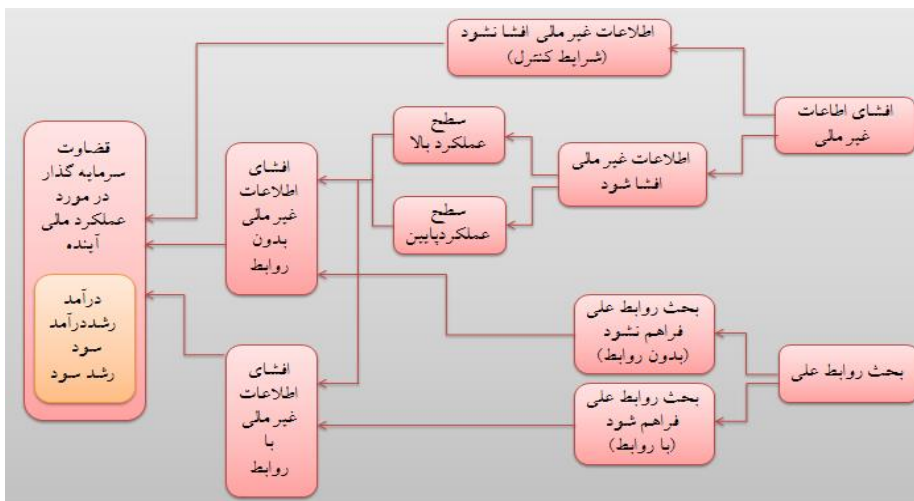 افشای اطاعات
غیر مالی
اطلاعات غیر مالی افشا نشود
(شرایط کنترل)
اطلاعات غیر مالی
افشا شود
سطح
عملکرد بالا
سطح
عملکردپایین
بحث روابط علی
بحث روابط علی
فراهم نشود
(بدون روابط)
بحث روابط علی
فراهم شود
(با روابط)
افشای
اطلاعات
غیر
مالی
بدون
روابط
افشای
اطلاعات
غیر مالی
با
روابط
قضاوت
سرمایه گذار
در مورد
عملکرد مالی
آینده
درآمد
رشددرآمد
سود
رشد سود